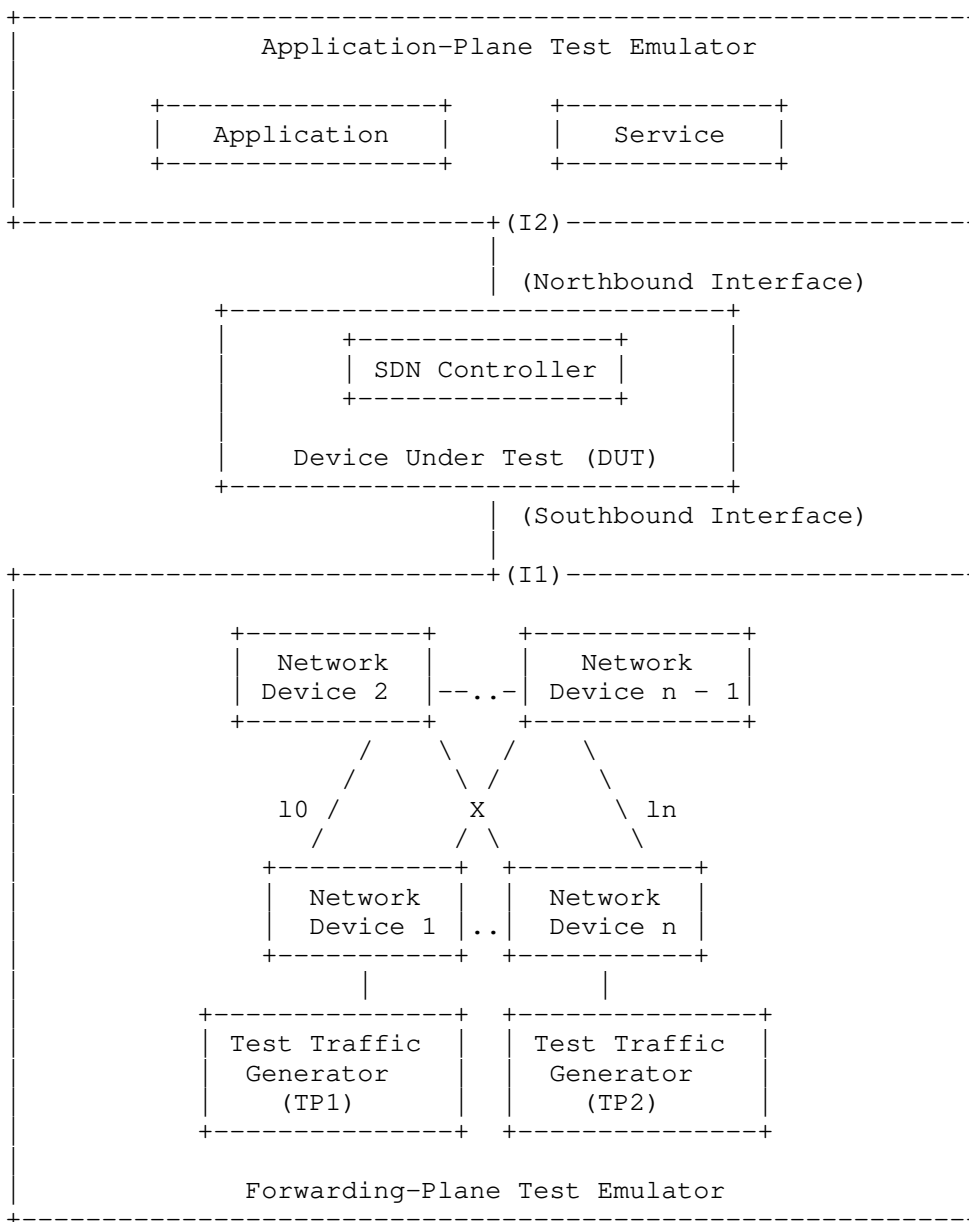 Application-Plane Test Emulator
Application Service
(I2)
(Northbound Interface)
SDN Controller
Device Under Test (DUT)
(Southbound Interface)
(I1)
Network Network
Device 2 --..- Device n - 1
l0 X ln
Network Network
Device 1 .. Device n
Test Traffic Test Traffic
Generator Generator
(TP1) (TP2)
Forwarding-Plane Test Emulator